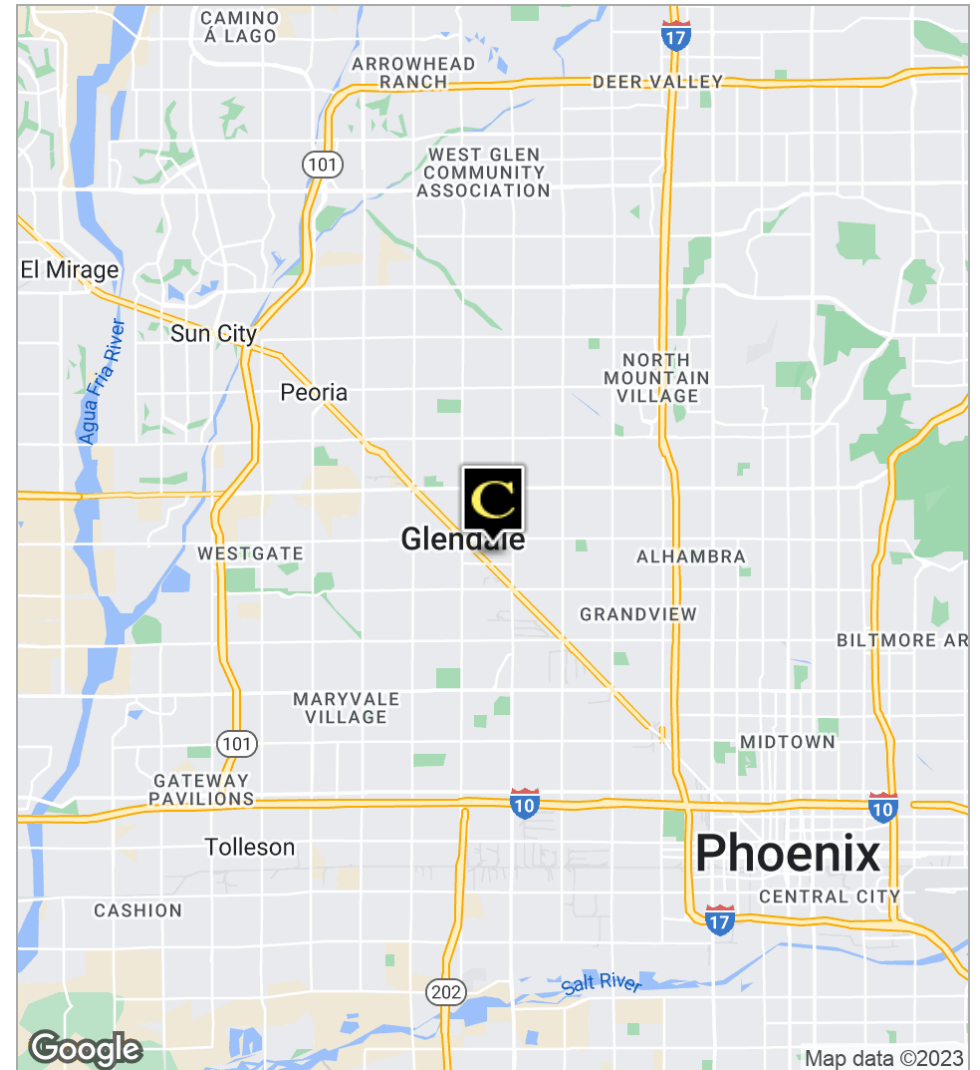 CAMINO
Á LAGO
17
ARROWHEAD
RANCH
DEER VALLEY
101
WEST GLEN
COMMUNITY
ASSOCIATION
El Mirage
Sun City
Agua Fria River
Peoria
NORTH
MOUNTAIN
VILLAGE
C
Glendale
WESTGATE
ALHAMBRA
GRANDVIEW
BILTMORE AR
MARYVALE
VILLAGE
101
MIDTOWN
GATEWAY
PAVILIONS
10
10
Tolleson
Phoenix
CENTRAL CITY
CASHION
17
202
Salt River
Google
Map data ©2023